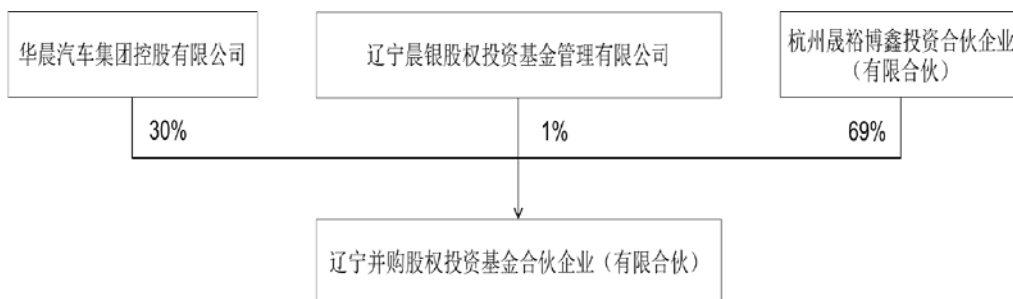 华晨汽车集团控股有限公司
辽宁晨银股权投资基金管理有限公司
杭州晟裕博鑫投资合伙企业
（有限合伙）
30%
1%
69%
辽宁并购股权投资基金合伙企业（有限合伙）